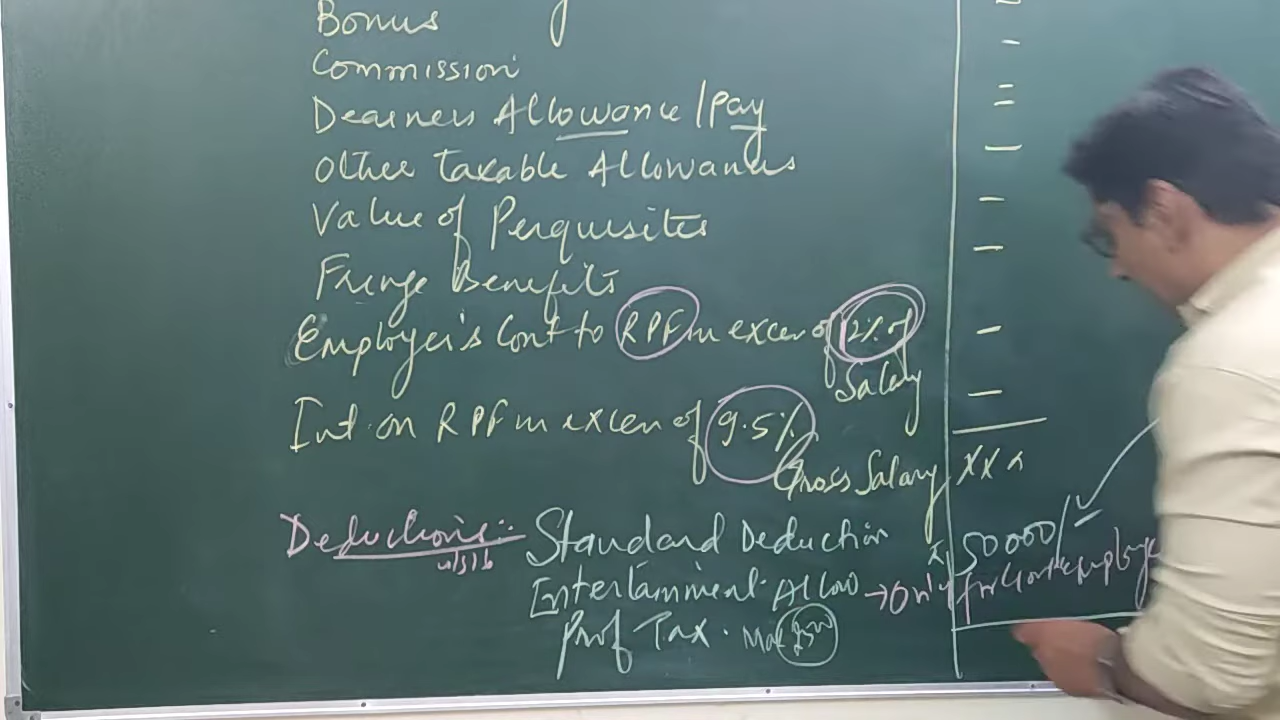 Bonus
Commission
Dearness Allowance/Pay
Other Taxable Allowances
Value of Perquisites
Fringe Benefits
Employer's Cont to RPF in excess of 12% of
Salary
Int. on RPF in excess of 9.5%
Gross Salary XXX
Deductions:- Standard Deduction 50000/-
u/s 16
Entertainment Allow → Only for Govt employee
Prof Tax. Max 2500